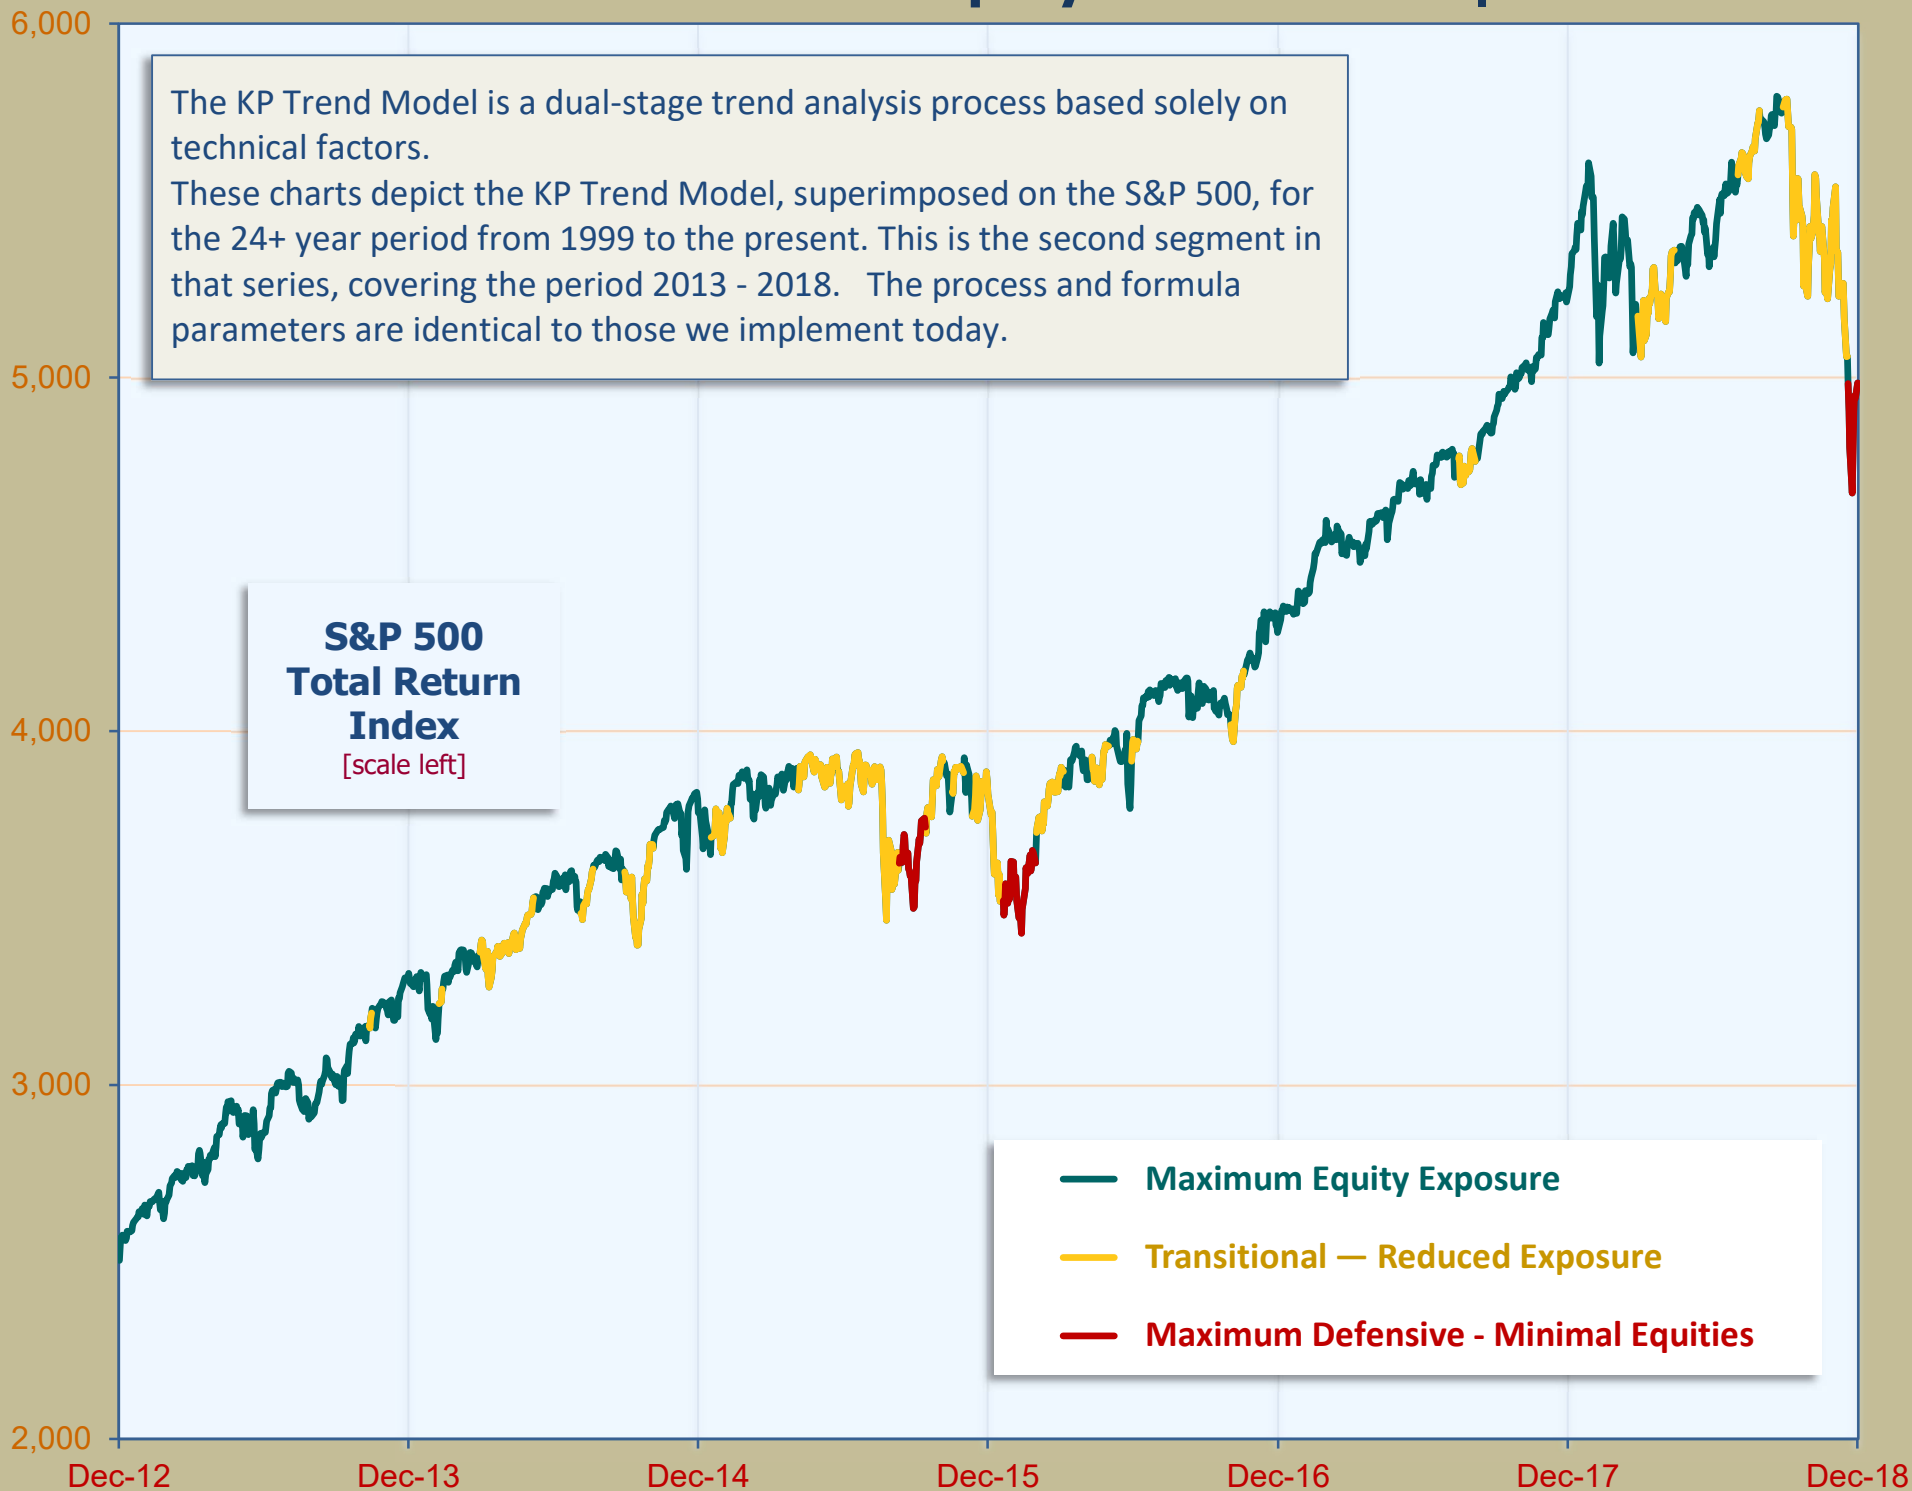 6,000
The KP Trend Model is a dual-stage trend analysis process based solely on
technical factors.
These charts depict the KP Trend Model, superimposed on the S&P 500, for
the 24+ year period from 1999 to the present. This is the second segment in
that series, covering the period 2013 - 2018.   The process and formula
parameters are identical to those we implement today.
5,000
S&P 500
Total Return
Index
[scale left]
4,000
3,000
Maximum Equity Exposure
Transitional — Reduced Exposure
Maximum Defensive - Minimal Equities
2,000
Dec-12 Dec-13 Dec-14 Dec-15 Dec-16 Dec-17 Dec-18